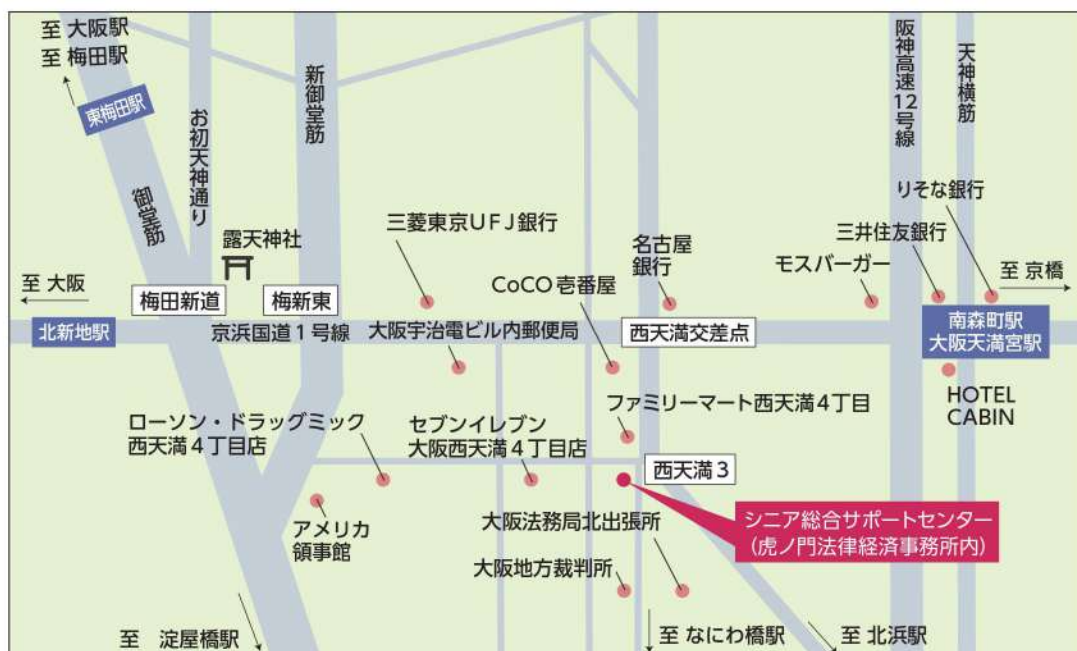 至 大阪駅
至 梅田駅
東梅田駅
お初天神通り
新御堂筋
阪神高速12号線
天神横筋
御堂筋
露天神社
三菱東京UFJ銀行
名古屋
銀行
りそな銀行
三井住友銀行
モスバーガー
CoCO壱番屋
至 大阪
梅田新道
梅新東
至 京橋
北新地駅
京浜国道1号線
大阪宇治電ビル内郵便局
西天満交差点
南森町駅
大阪天満宮駅
HOTEL
CABIN
ファミリーマート西天満4丁目
ローソン・ドラッグミック
西天満4丁目店
セブンイレブン
大阪西天満4丁目店
西天満3
アメリカ
領事館
大阪法務局北出張所
シニア総合サポートセンター
(虎ノ門法律経済事務所内)
大阪地方裁判所
至 淀屋橋駅
至 なにわ橋駅
至 北浜駅